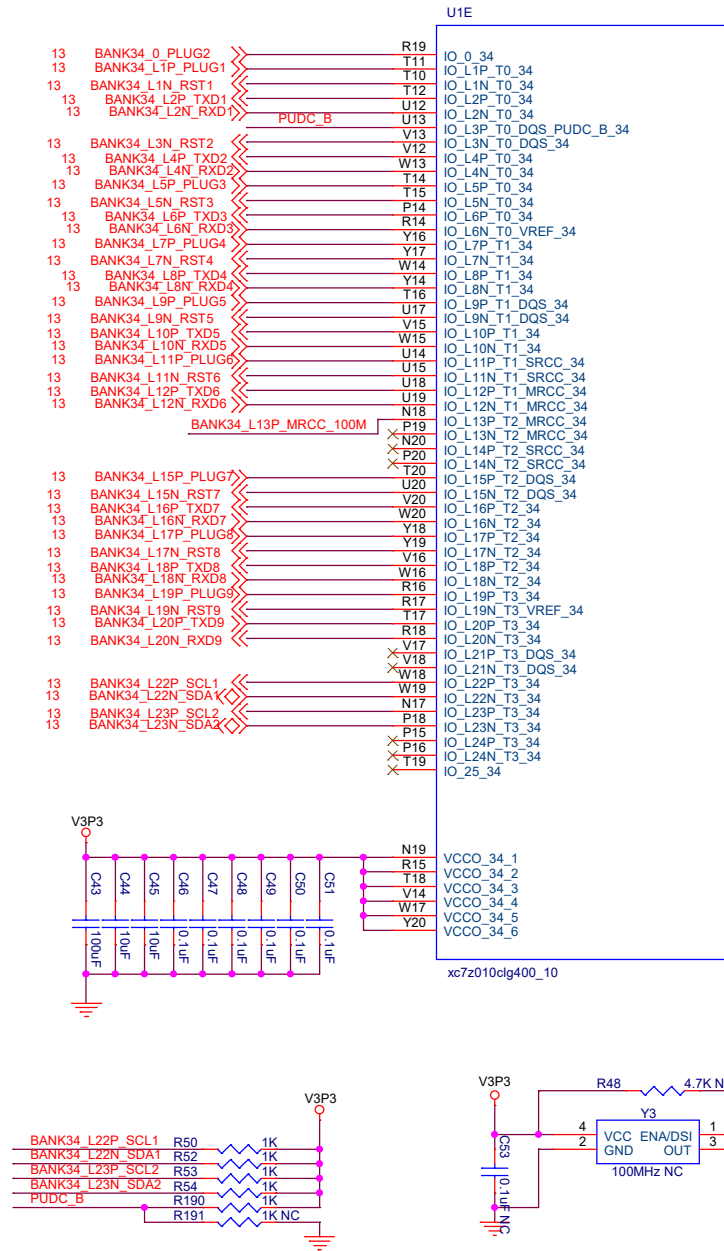 U1E
13 BANK34_0_PLUG2 R19 IO_0_34
13 BANK34_L1P_PLUG1 T11 IO_L1P_T0_34
13 BANK34_L1N_RST1 T10 IO_L1N_T0_34
13 BANK34_L2P_TXD1 T12 IO_L2P_T0_34
13 BANK34_L2N_RXD1 U12 IO_L2N_T0_34
PUDC_B U13 IO_L3P_T0_DQS_PUDC_B_34
13 BANK34_L3N_RST2 V13 IO_L3N_T0_DQS_34
13 BANK34_L4P_TXD2 V12 IO_L4P_T0_34
13 BANK34_L4N_RXD2 W13 IO_L4N_T0_34
13 BANK34_L5P_PLUG3 T14 IO_L5P_T0_34
13 BANK34_L5N_RST3 T15 IO_L5N_T0_34
13 BANK34_L6P_TXD3 P14 IO_L6P_T0_34
13 BANK34_L6N_RXD3 R14 IO_L6N_T0_VREF_34
13 BANK34_L7P_PLUG4 Y16 IO_L7P_T1_34
13 BANK34_L7N_RST4 Y17 IO_L7N_T1_34
13 BANK34_L8P_TXD4 W14 IO_L8P_T1_34
13 BANK34_L8N_RXD4 Y14 IO_L8N_T1_34
13 BANK34_L9P_PLUG5 T16 IO_L9P_T1_DQS_34
13 BANK34_L9N_RST5 U17 IO_L9N_T1_DQS_34
13 BANK34_L10P_TXD5 V15 IO_L10P_T1_34
13 BANK34_L10N_RXD5 W15 IO_L10N_T1_34
13 BANK34_L11P_PLUG6 U14 IO_L11P_T1_SRCC_34
13 BANK34_L11N_RST6 U15 IO_L11N_T1_SRCC_34
13 BANK34_L12P_TXD6 U18 IO_L12P_T1_MRCC_34
13 BANK34_L12N_RXD6 U19 IO_L12N_T1_MRCC_34
BANK34_L13P_MRCC_100M N18 IO_L13P_T2_MRCC_34
P19 IO_L13N_T2_MRCC_34
N20 IO_L14P_T2_SRCC_34
P20 IO_L14N_T2_SRCC_34
13 BANK34_L15P_PLUG7 T20 IO_L15P_T2_DQS_34
13 BANK34_L15N_RST7 U20 IO_L15N_T2_DQS_34
13 BANK34_L16P_TXD7 V20 IO_L16P_T2_34
13 BANK34_L16N_RXD7 W20 IO_L16N_T2_34
13 BANK34_L17P_PLUG8 Y18 IO_L17P_T2_34
13 BANK34_L17N_RST8 Y19 IO_L17N_T2_34
13 BANK34_L18P_TXD8 V16 IO_L18P_T2_34
13 BANK34_L18N_RXD8 W16 IO_L18N_T2_34
13 BANK34_L19P_PLUG9 R16 IO_L19P_T3_34
13 BANK34_L19N_RST9 R17 IO_L19N_T3_VREF_34
13 BANK34_L20P_TXD9 T17 IO_L20P_T3_34
13 BANK34_L20N_RXD9 R18 IO_L20N_T3_34
V17 IO_L21P_T3_DQS_34
V18 IO_L21N_T3_DQS_34
13 BANK34_L22P_SCL1 W18 IO_L22P_T3_34
13 BANK34_L22N_SDA1 W19 IO_L22N_T3_34
13 BANK34_L23P_SCL2 N17 IO_L23P_T3_34
13 BANK34_L23N_SDA2 P18 IO_L23N_T3_34
P15 IO_L24P_T3_34
P16 IO_L24N_T3_34
T19 IO_25_34
V3P3
N19 VCCO_34_1
R15 VCCO_34_2
T18 VCCO_34_3
V14 VCCO_34_4
W17 VCCO_34_5
Y20 VCCO_34_6
C43 C44 C45 C46 C47 C48 C49 C50 C51
100uF 10uF 10uF 0.1uF 0.1uF 0.1uF 0.1uF 0.1uF 0.1uF
xc7z010clg400_10
V3P3
BANK34_L22P_SCL1 R50 1K
BANK34_L22N_SDA1 R52 1K
BANK34_L23P_SCL2 R53 1K
BANK34_L23N_SDA2 R54 1K
PUDC_B R190 1K
R191 1K NC
V3P3
R48 4.7K N
Y3
C53
0.1uF NC
4 VCC ENA/DSI 1
2 GND OUT 3
100MHz NC